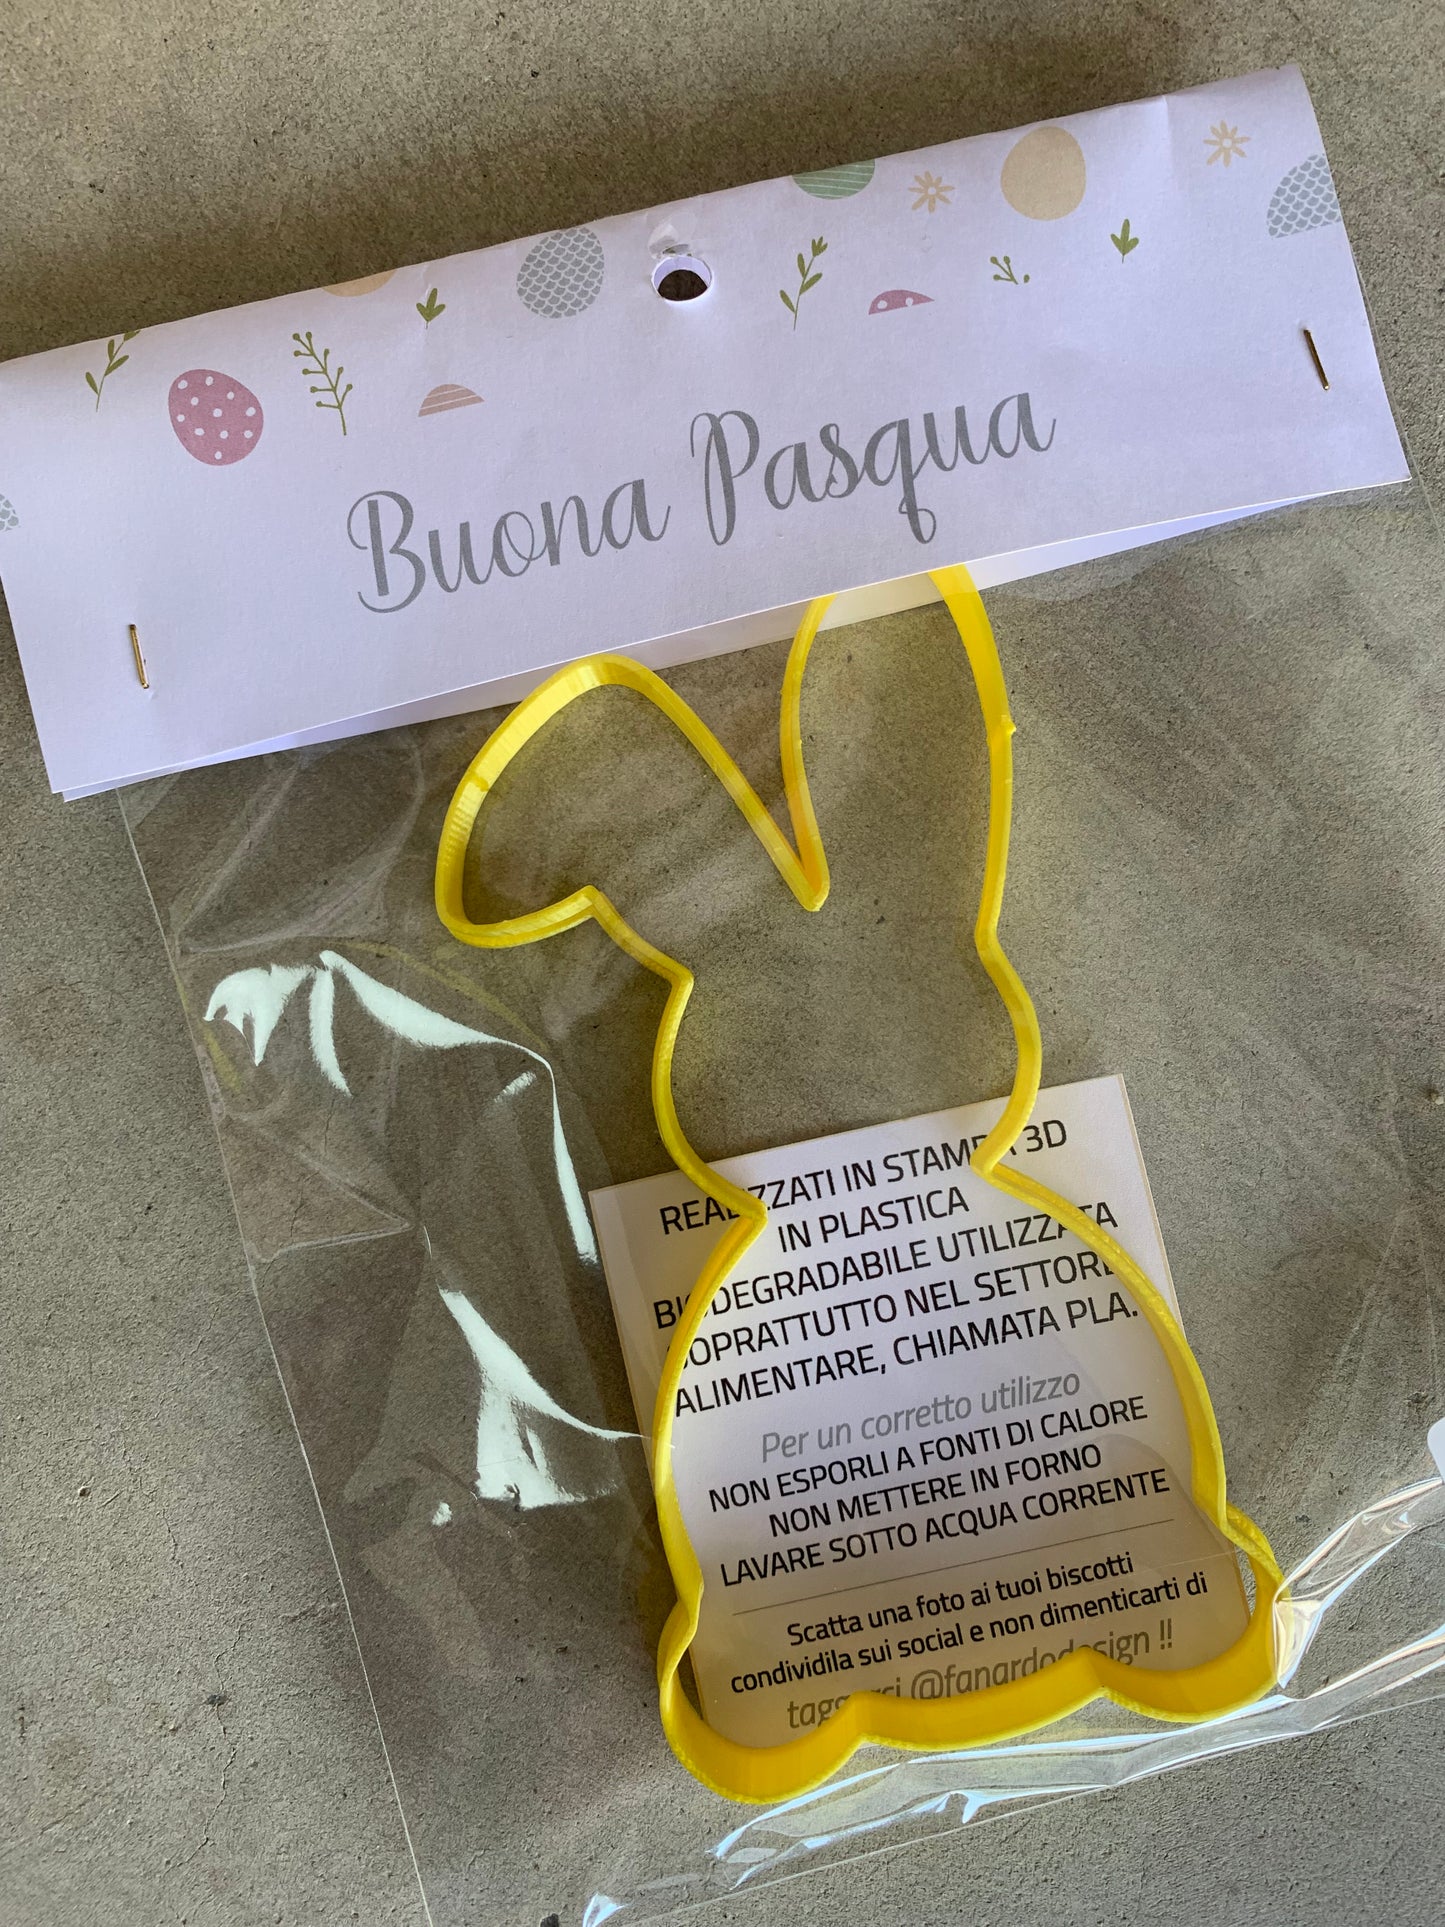 Buona Pasqua
REALIZZATI IN STAMPA 3D
IN PLASTICA
BIODEGRADABILE UTILIZZATA
SOPRATTUTTO NEL SETTORE
ALIMENTARE, CHIAMATA PLA.
Per un corretto utilizzo
NON ESPORLI A FONTI DI CALORE
NON METTERE IN FORNO
LAVARE SOTTO ACQUA CORRENTE
Scatta una foto ai tuoi biscotti
condividila sui social e non dimenticarti di
taggarci @fanardodesign !!